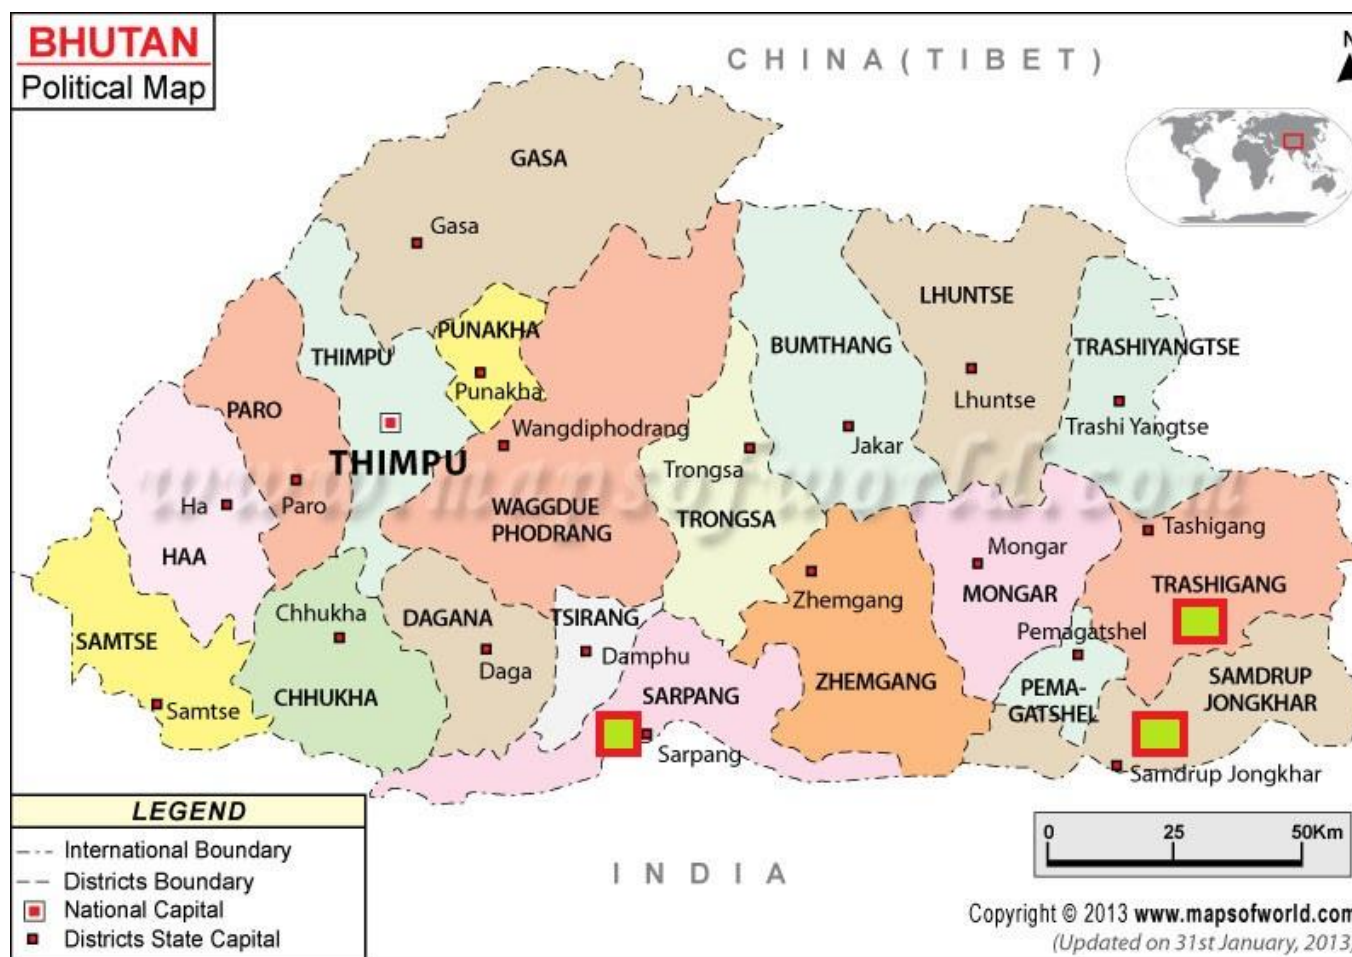 BHUTAN
Political Map
CHINA (TIBET)
N
GASA
Gasa
PUNAKHA
Punakha
THIMPU
THIMPU
PARO
Paro
Ha
HAA
SAMTSE
Samtse
Chhukha
CHHUKHA
Wangdiphodrang
WAGGDUE
PHODRANG
DAGANA
Daga
TSIRANG
Damphu
SARPANG
Sarpang
Trongsa
TRONGSA
BUMTHANG
Jakar
LHUNTSE
Lhuntse
TRASHIYANGTSE
Trashi Yangtse
Zhemgang
ZHEMGANG
Mongar
MONGAR
Tashigang
TRASHIGANG
Pemagatshel
PEMA-
GATSHEL
SAMDRUP
JONGKHAR
Samdrup Jongkhar
www.mapsofworld.com
INDIA
LEGEND
International Boundary
Districts Boundary
National Capital
Districts State Capital
0 25 50Km
Copyright © 2013 www.mapsofworld.com
(Updated on 31st January, 2013)